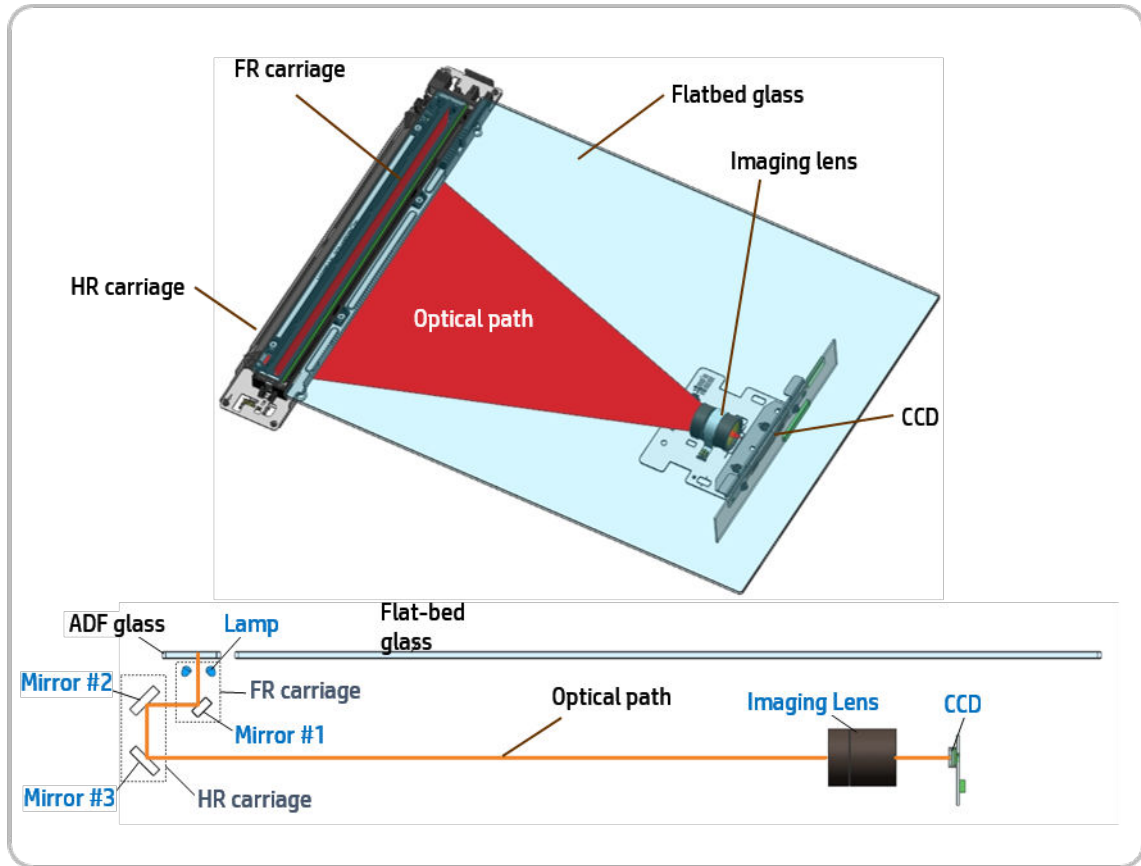 FR carriage
Flatbed glass
Imaging lens
HR carriage
Optical path
CCD
ADF glass
Lamp
Flat-bed
glass
Mirror #2
FR carriage
Optical path
Imaging Lens
CCD
Mirror #1
Mirror #3
HR carriage